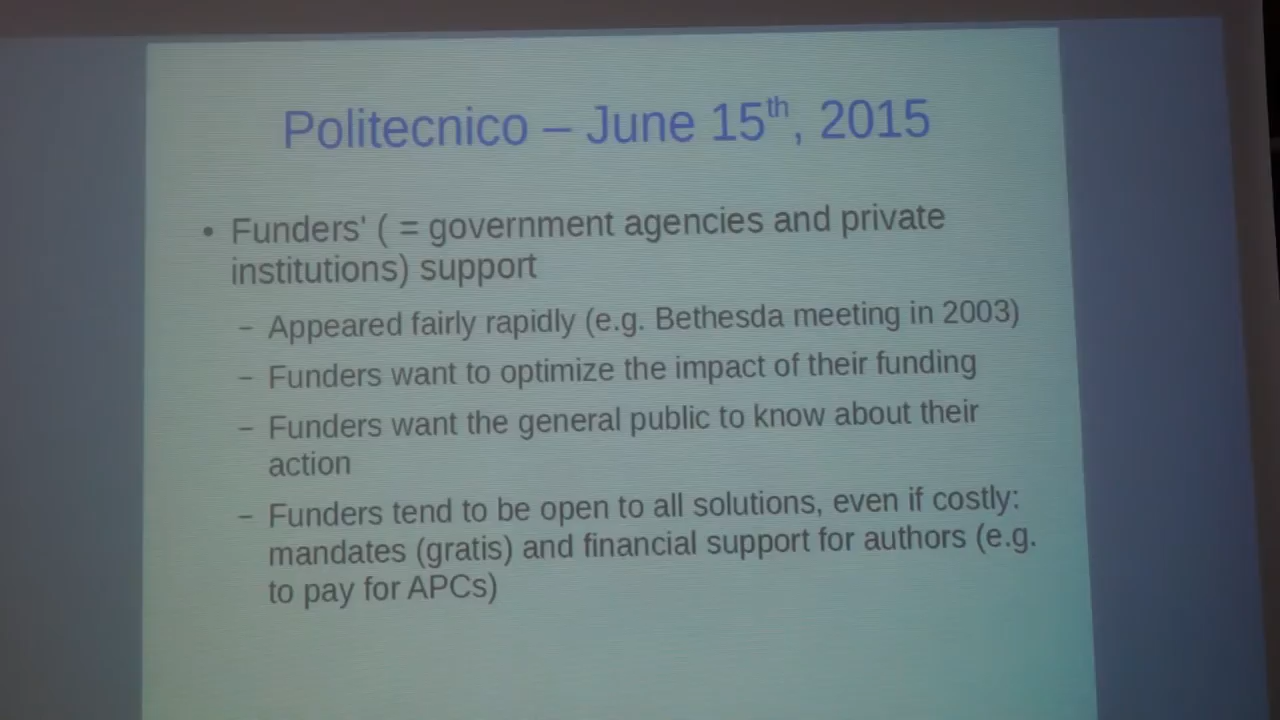 Politecnico – June 15th, 2015
• Funders' ( = government agencies and private
institutions) support
– Appeared fairly rapidly (e.g. Bethesda meeting in 2003)
– Funders want to optimize the impact of their funding
– Funders want the general public to know about their
action
– Funders tend to be open to all solutions, even if costly:
mandates (gratis) and financial support for authors (e.g.
to pay for APCs)